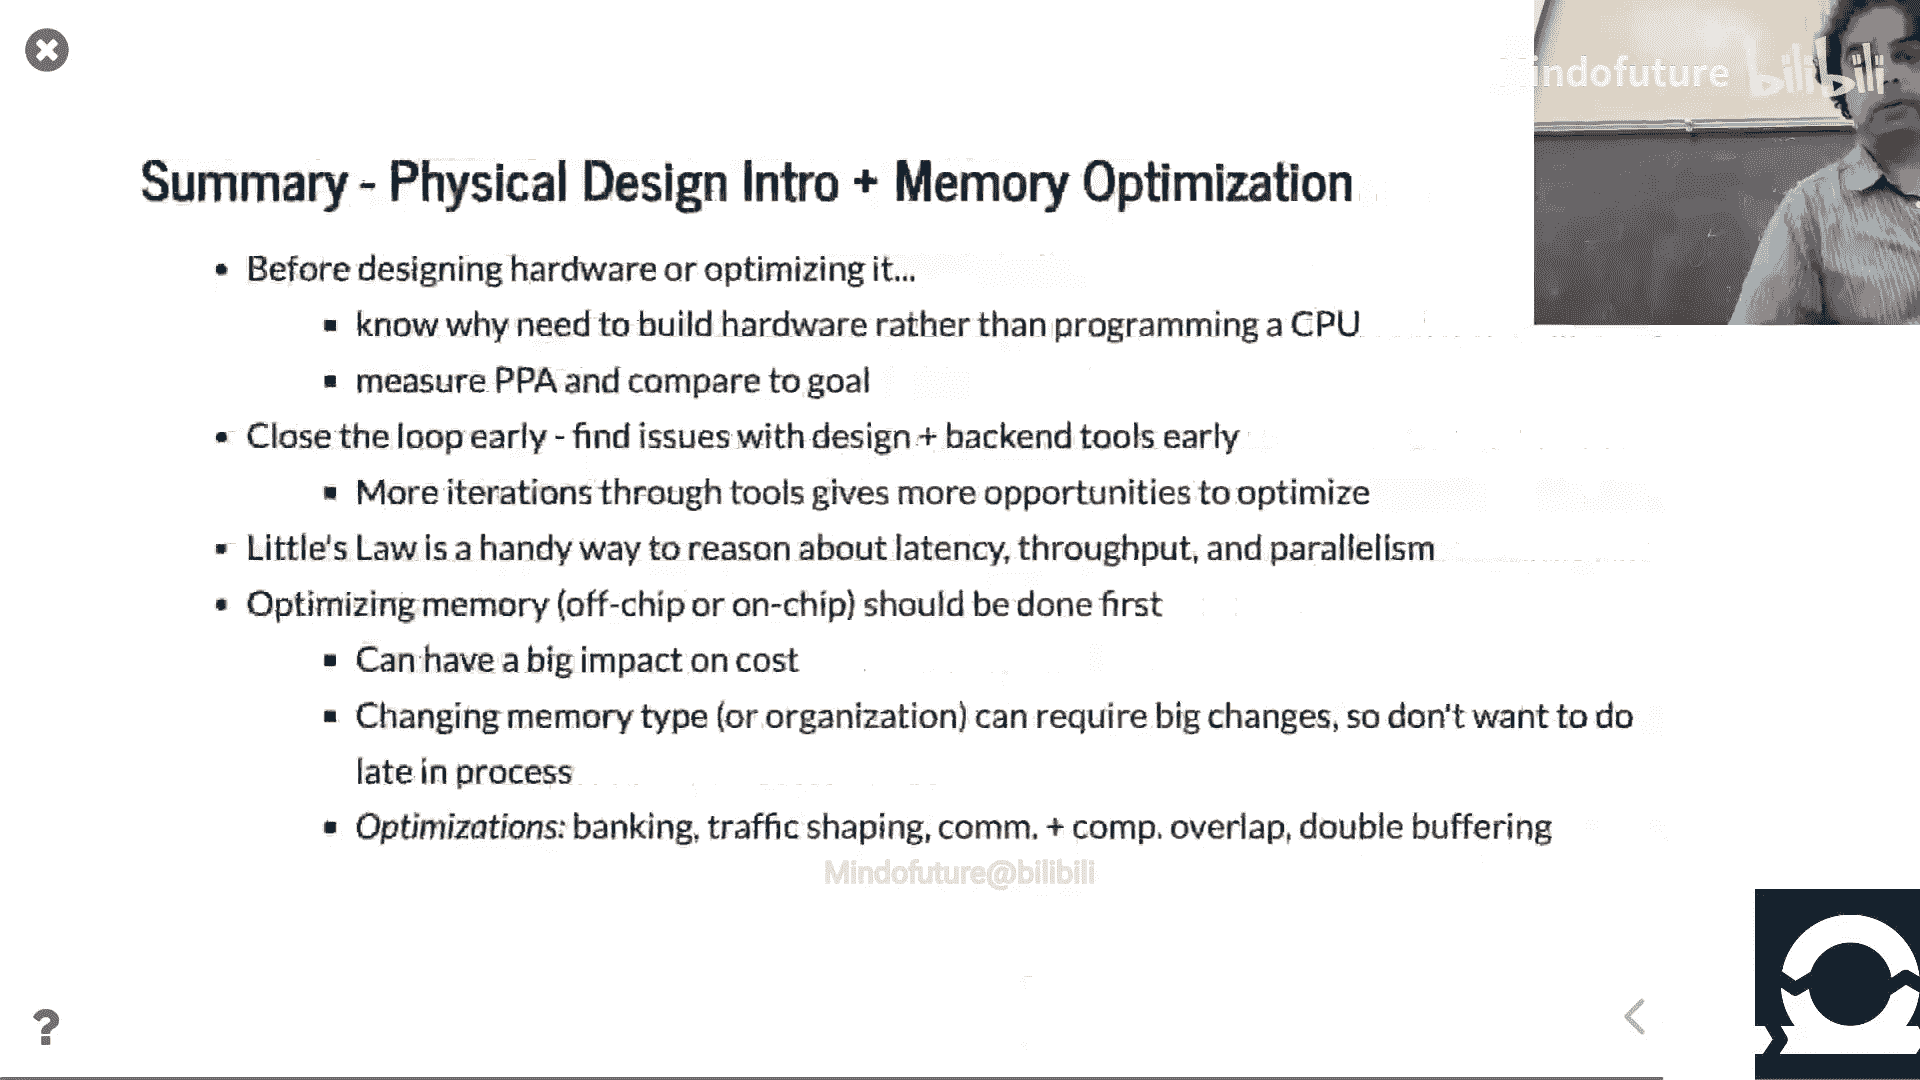 indofuture bilibili
Summary - Physical Design Intro + Memory Optimization
• Before designing hardware or optimizing it...
▪ know why need to build hardware rather than programming a CPU
▪ measure PPA and compare to goal
• Close the loop early - find issues with design + backend tools early
▪ More iterations through tools gives more opportunities to optimize
▪ Little's Law is a handy way to reason about latency, throughput, and parallelism
• Optimizing memory (off-chip or on-chip) should be done first
▪ Can have a big impact on cost
▪ Changing memory type (or organization) can require big changes, so don't want to do
late in process
▪ Optimizations: banking, traffic shaping, comm. + comp. overlap, double buffering
Mindofuture@bilibili
?